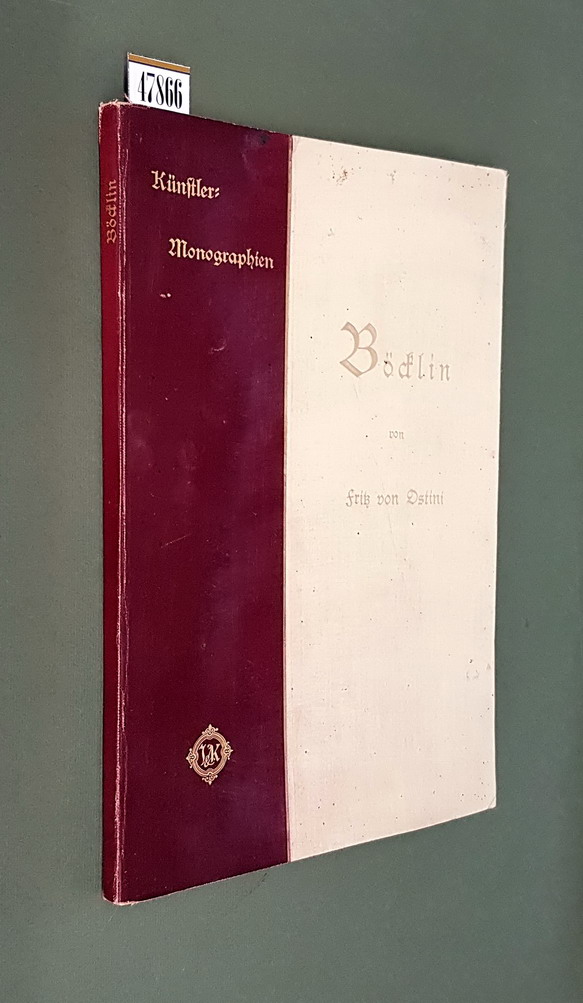 47866
Böcklin
Künstler=
Monographien
Böcklin
von
Fritz von Ostini
V&K